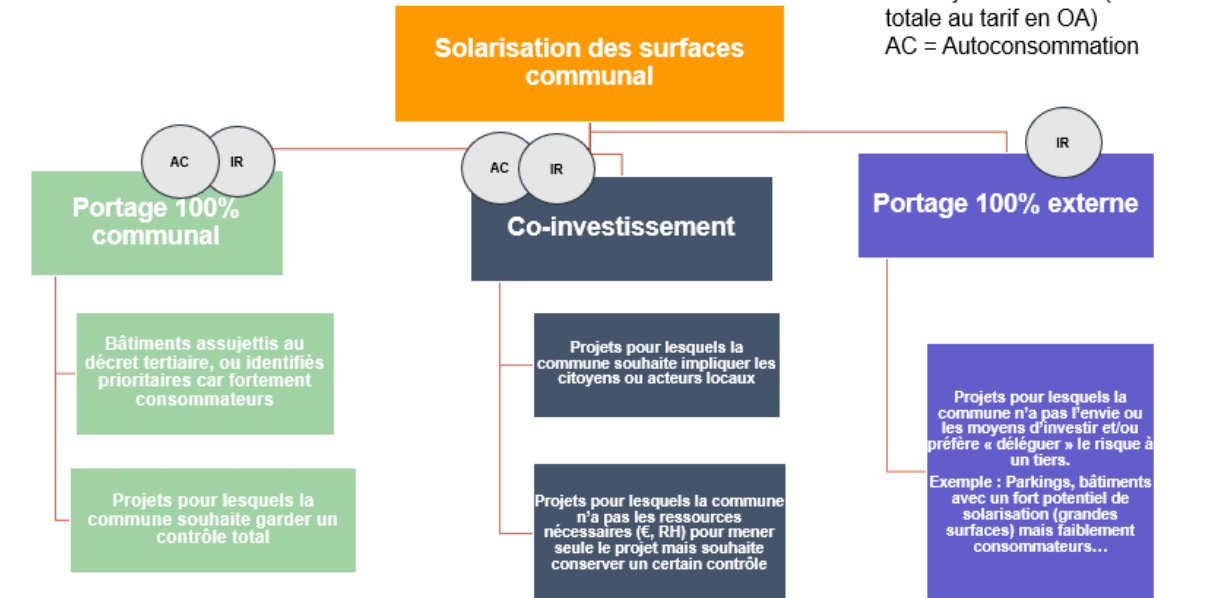 totale au tarif en OA)
AC = Autoconsommation
Solarisation des surfaces
communal
AC
IR
AC
IR
IR
Portage 100%
communal
Co-investissement
Portage 100% externe
Bâtiments assujettis au
décret tertiaire, ou identifiés
prioritaires car fortement
consommateurs
Projets pour lesquels la
commune souhaite garder un
contrôle total
Projets pour lesquels la
commune souhaite impliquer les
citoyens ou acteurs locaux
Projets pour lesquels la commune
n'a pas les ressources
nécessaires (€, RH) pour mener
seule le projet mais souhaite
conserver un certain contrôle
Projets pour lesquels la
commune n'a pas l'envie ou
les moyens d'investir et/ou
préfère « déléguer » le risque à
un tiers.
Exemple : Parkings, bâtiments
avec un fort potentiel de
solarisation (grandes
surfaces) mais faiblement
consommateurs…